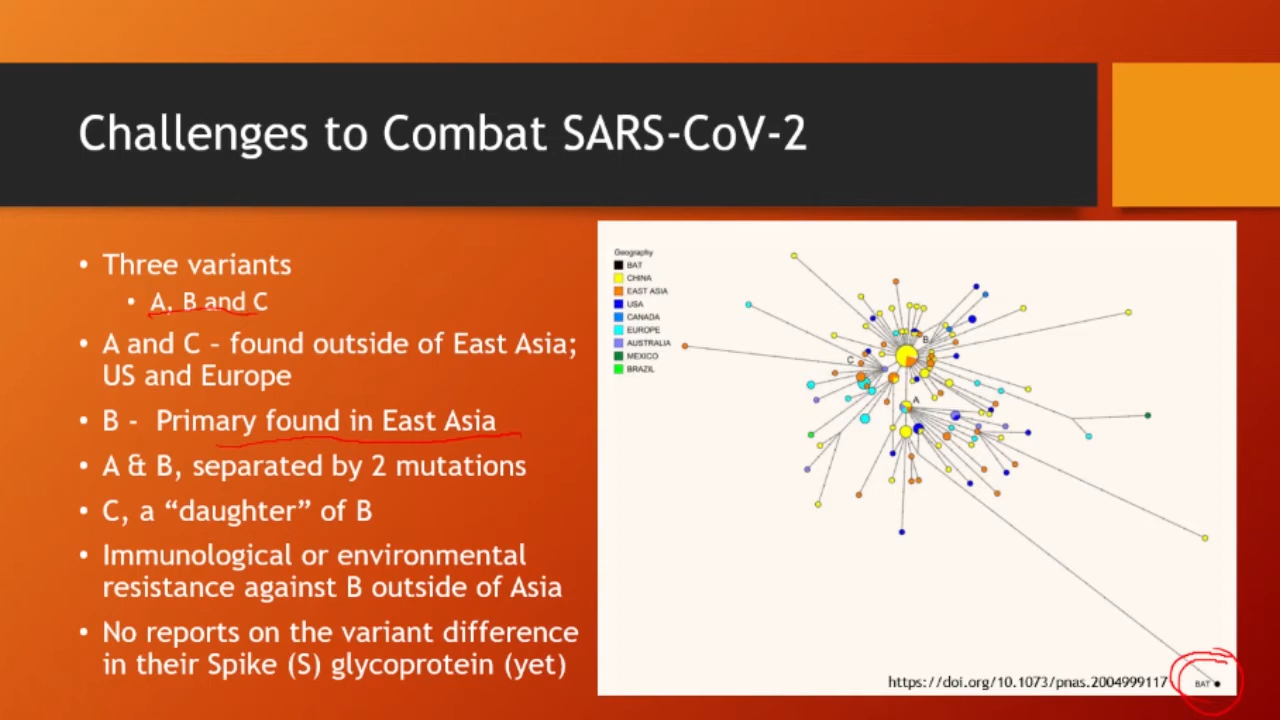 Challenges to Combat SARS-CoV-2
• Three variants
• A, B and C
• A and C – found outside of East Asia;
US and Europe
• B - Primary found in East Asia
• A & B, separated by 2 mutations
• C, a “daughter” of B
• Immunological or environmental
resistance against B outside of Asia
• No reports on the variant difference
in their Spike (S) glycoprotein (yet)
Geography
BAT
CHINA
EAST ASIA
USA
CANADA
EUROPE
AUSTRALIA
MEXICO
BRAZIL
B
C
A
https://doi.org/10.1073/pnas.2004999117
BAT